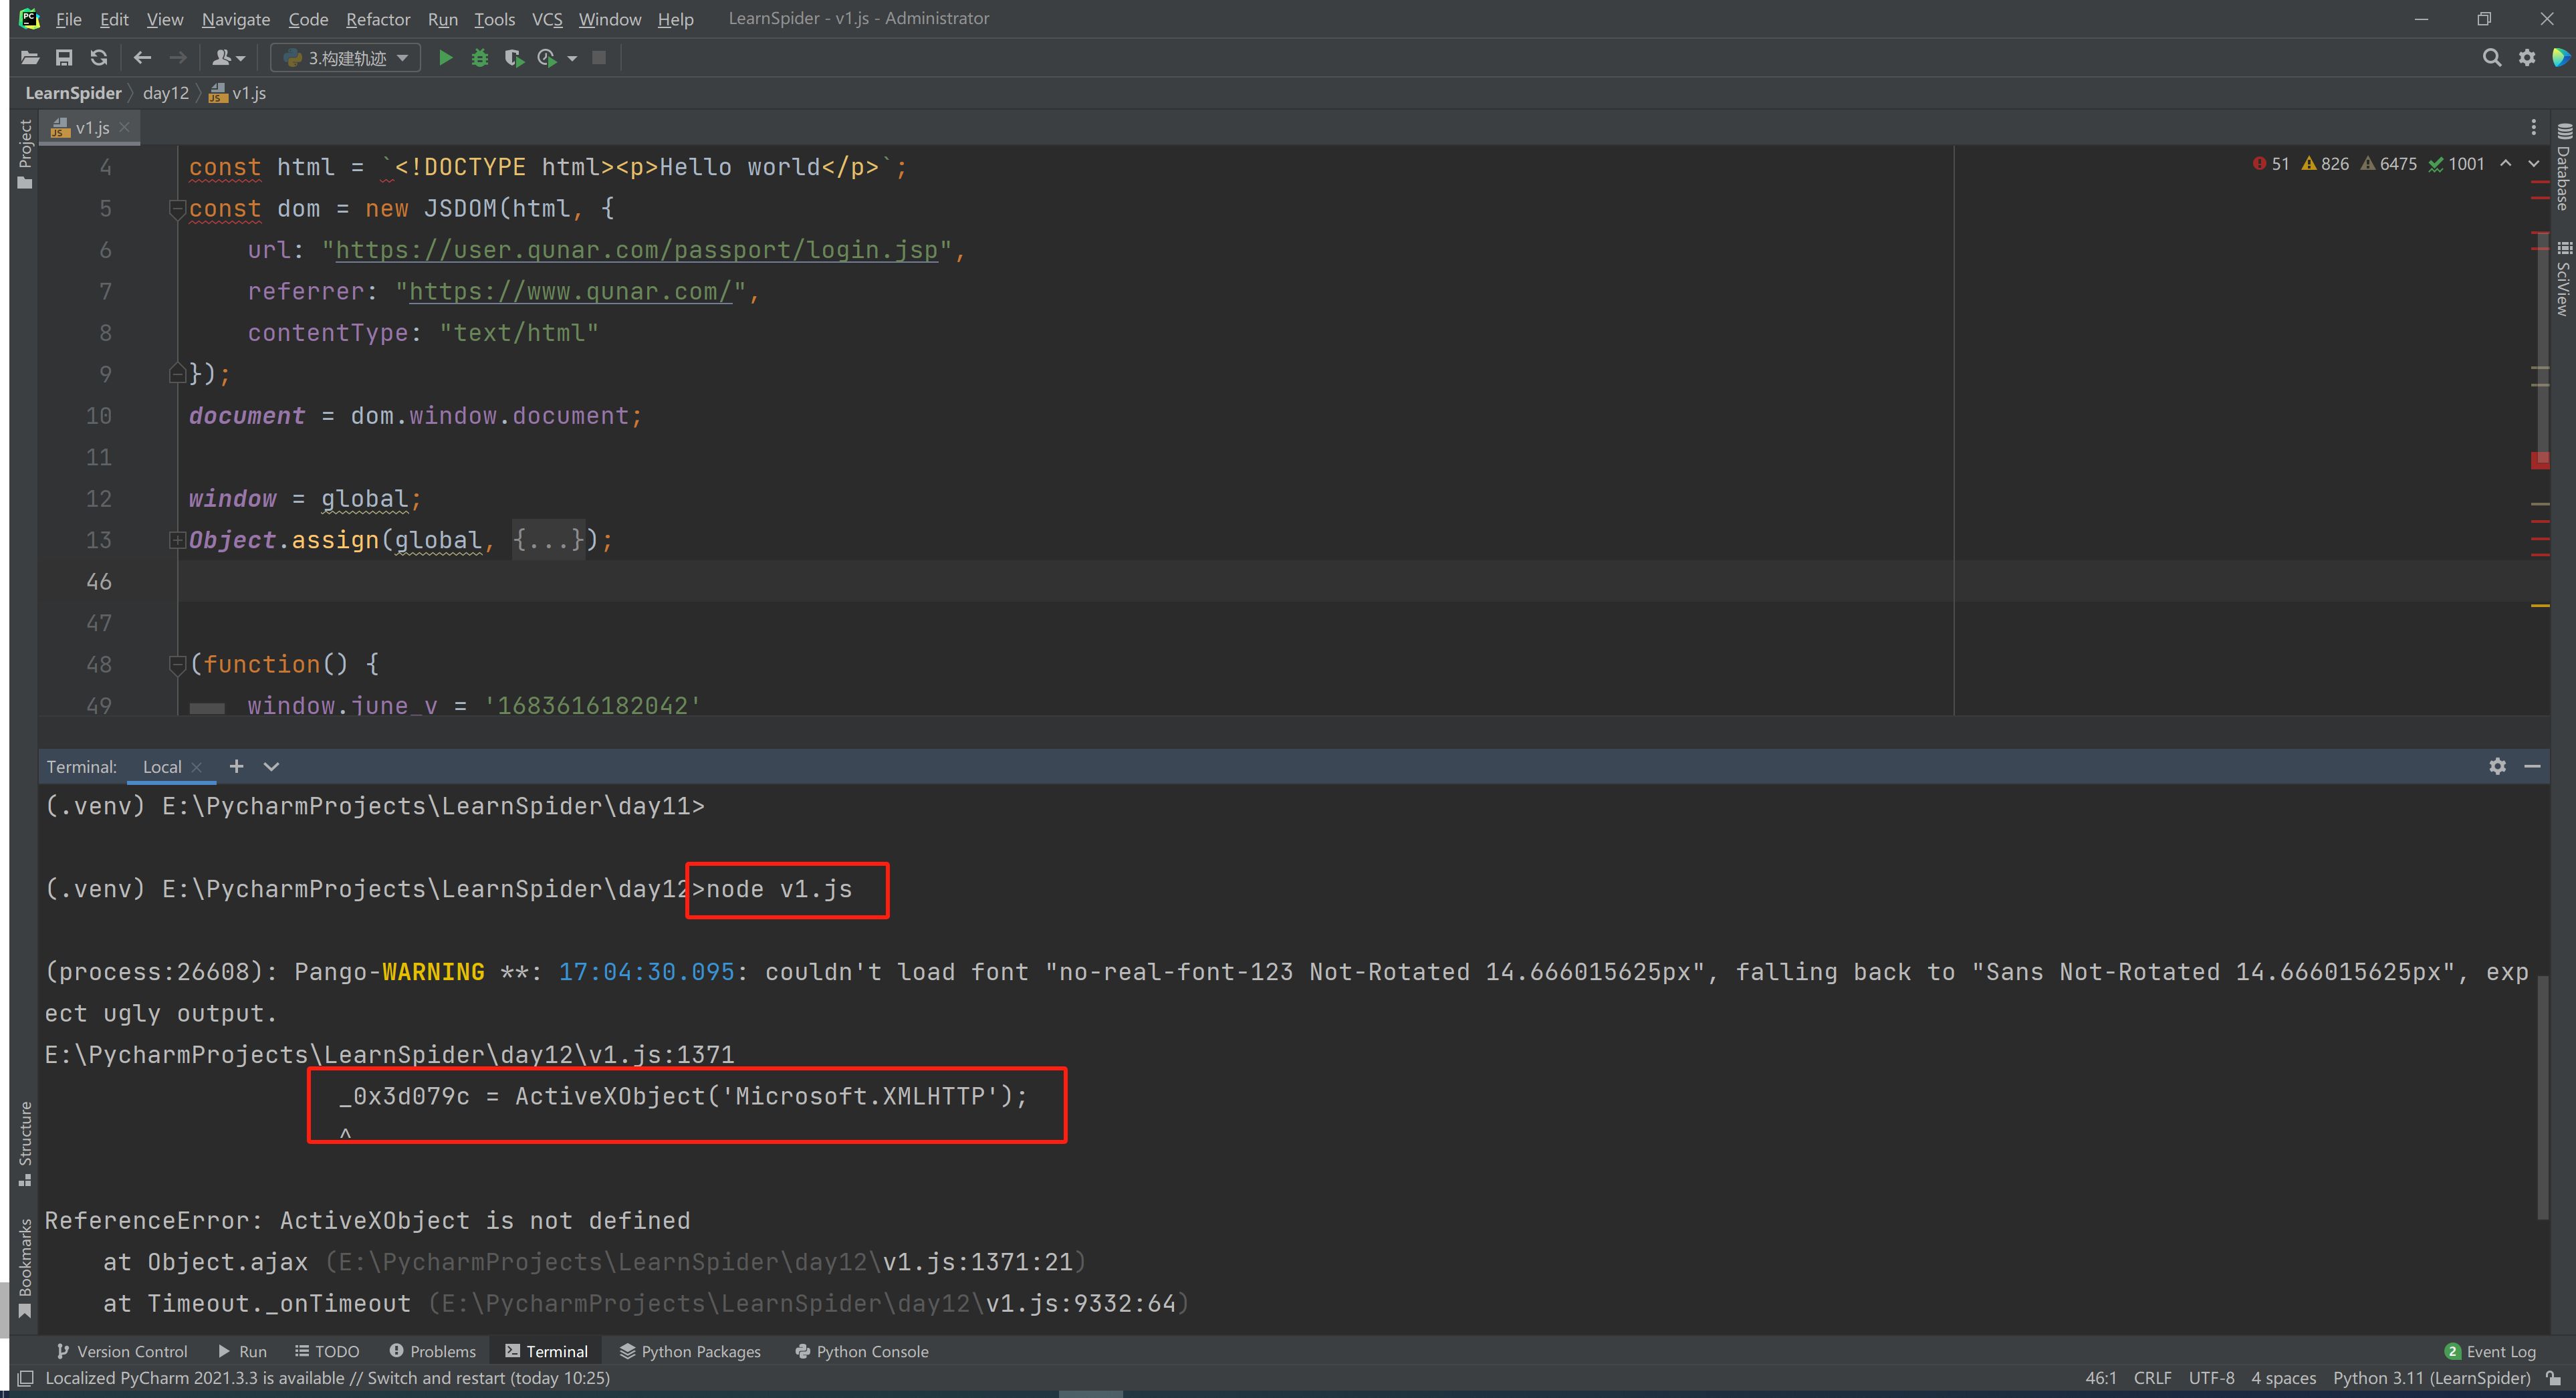 PC File Edit View Navigate Code Refactor Run Tools VCS Window Help LearnSpider - v1.js - Administrator
3.构建轨迹
LearnSpider day12 JS v1.js
Project
JS v1.js
4 const html = `<!DOCTYPE html><p>Hello world</p>`;
51 826 6475 1001
5 const dom = new JSDOM(html, {
6 url: "https://user.qunar.com/passport/login.jsp",
7 referrer: "https://www.qunar.com/",
8 contentType: "text/html"
9 });
10 document = dom.window.document;
11
12 window = global;
13 Object.assign(global, {...});
46
47
48 (function() {
49 window.june_v = '1683616182042'
Database
SciView
Terminal: Local
(.venv) E:\PycharmProjects\LearnSpider\day11>
(.venv) E:\PycharmProjects\LearnSpider\day12>node v1.js
(process:26608): Pango-WARNING **: 17:04:30.095: couldn't load font "no-real-font-123 Not-Rotated 14.666015625px", falling back to "Sans Not-Rotated 14.666015625px", exp
ect ugly output.
E:\PycharmProjects\LearnSpider\day12\v1.js:1371
_0x3d079c = ActiveXObject('Microsoft.XMLHTTP');
^
ReferenceError: ActiveXObject is not defined
at Object.ajax (E:\PycharmProjects\LearnSpider\day12\v1.js:1371:21)
at Timeout._onTimeout (E:\PycharmProjects\LearnSpider\day12\v1.js:9332:64)
Structure
Bookmarks
Version Control Run TODO Problems Terminal Python Packages Python Console 2 Event Log
Localized PyCharm 2021.3.3 is available // Switch and restart (today 10:25) 46:1 CRLF UTF-8 4 spaces Python 3.11 (LearnSpider)